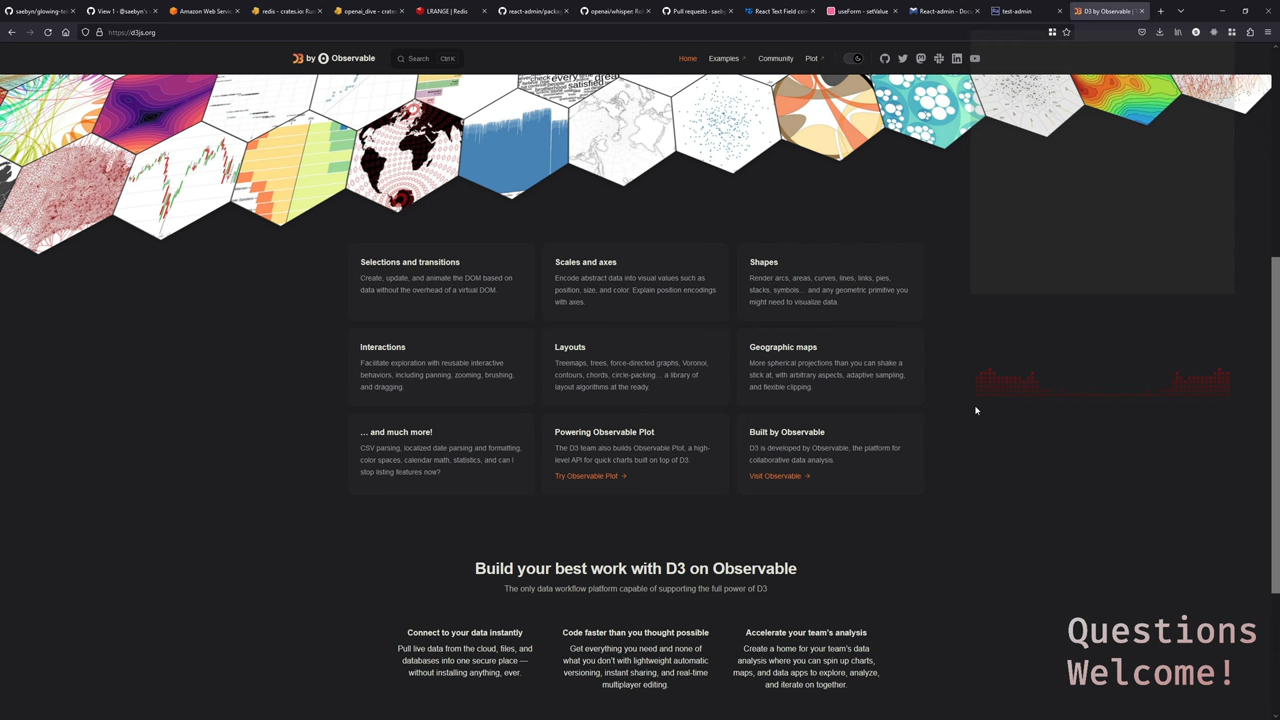 saebyn/glowing-tel
View 1 - @saebyn's
Amazon Web Servi
redis - crates.io: Rus
openai_dive - crate
LRANGE | Redis
react-admin/packag
openai/whisper: Rol
Pull requests · saeb
React Text Field con
useForm - setValue
React-admin - Docu
test-admin
D3 by Observable | T
https://d3js.org
by Observable
Search Ctrl K
Home Examples Community Plot
every
satisfied
Selections and transitions
Create, update, and animate the DOM based on
data without the overhead of a virtual DOM.
Scales and axes
Encode abstract data into visual values such as
position, size, and color. Explain position encodings
with axes.
Shapes
Render arcs, areas, curves, lines, links, pies,
stacks, symbols… and any geometric primitive you
might need to visualize data.
Interactions
Facilitate exploration with reusable interactive
behaviors, including panning, zooming, brushing,
and dragging.
Layouts
Treemaps, trees, force-directed graphs, Voronoi,
contours, chords, circle-packing… a library of
layout algorithms at the ready.
Geographic maps
More spherical projections than you can shake a
stick at, with arbitrary aspects, adaptive sampling,
and flexible clipping.
… and much more!
CSV parsing, localized date parsing and formatting,
color spaces, calendar math, statistics, and can I
stop listing features now?
Powering Observable Plot
The D3 team also builds Observable Plot, a high-
level API for quick charts built on top of D3.
Try Observable Plot →
Built by Observable
D3 is developed by Observable, the platform for
collaborative data analysis.
Visit Observable →
Build your best work with D3 on Observable
The only data workflow platform capable of supporting the full power of D3
Connect to your data instantly
Pull live data from the cloud, files, and
databases into one secure place —
without installing anything, ever.
Code faster than you thought possible
Get everything you need and none of
what you don’t with lightweight automatic
versioning, instant sharing, and real-time
multiplayer editing.
Accelerate your team’s analysis
Create a home for your team’s data
analysis where you can spin up charts,
maps, and data apps to explore, analyze,
and iterate on together.
Questions
Welcome!